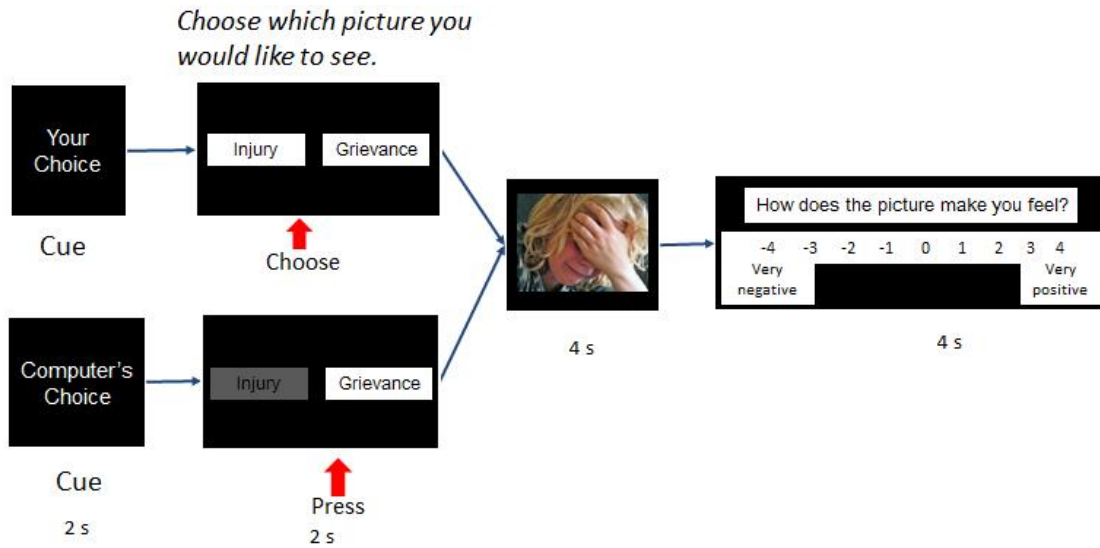 Choose which picture you
would like to see.
Your
Choice
Injury
Grievance
Cue
Choose
How does the picture make you feel?
-4 -3 -2 -1 0 1 2 3 4
Very
negative
Very
positive
4 s
4 s
Computer's
Choice
Injury
Grievance
Cue
Press
2 s
2 s